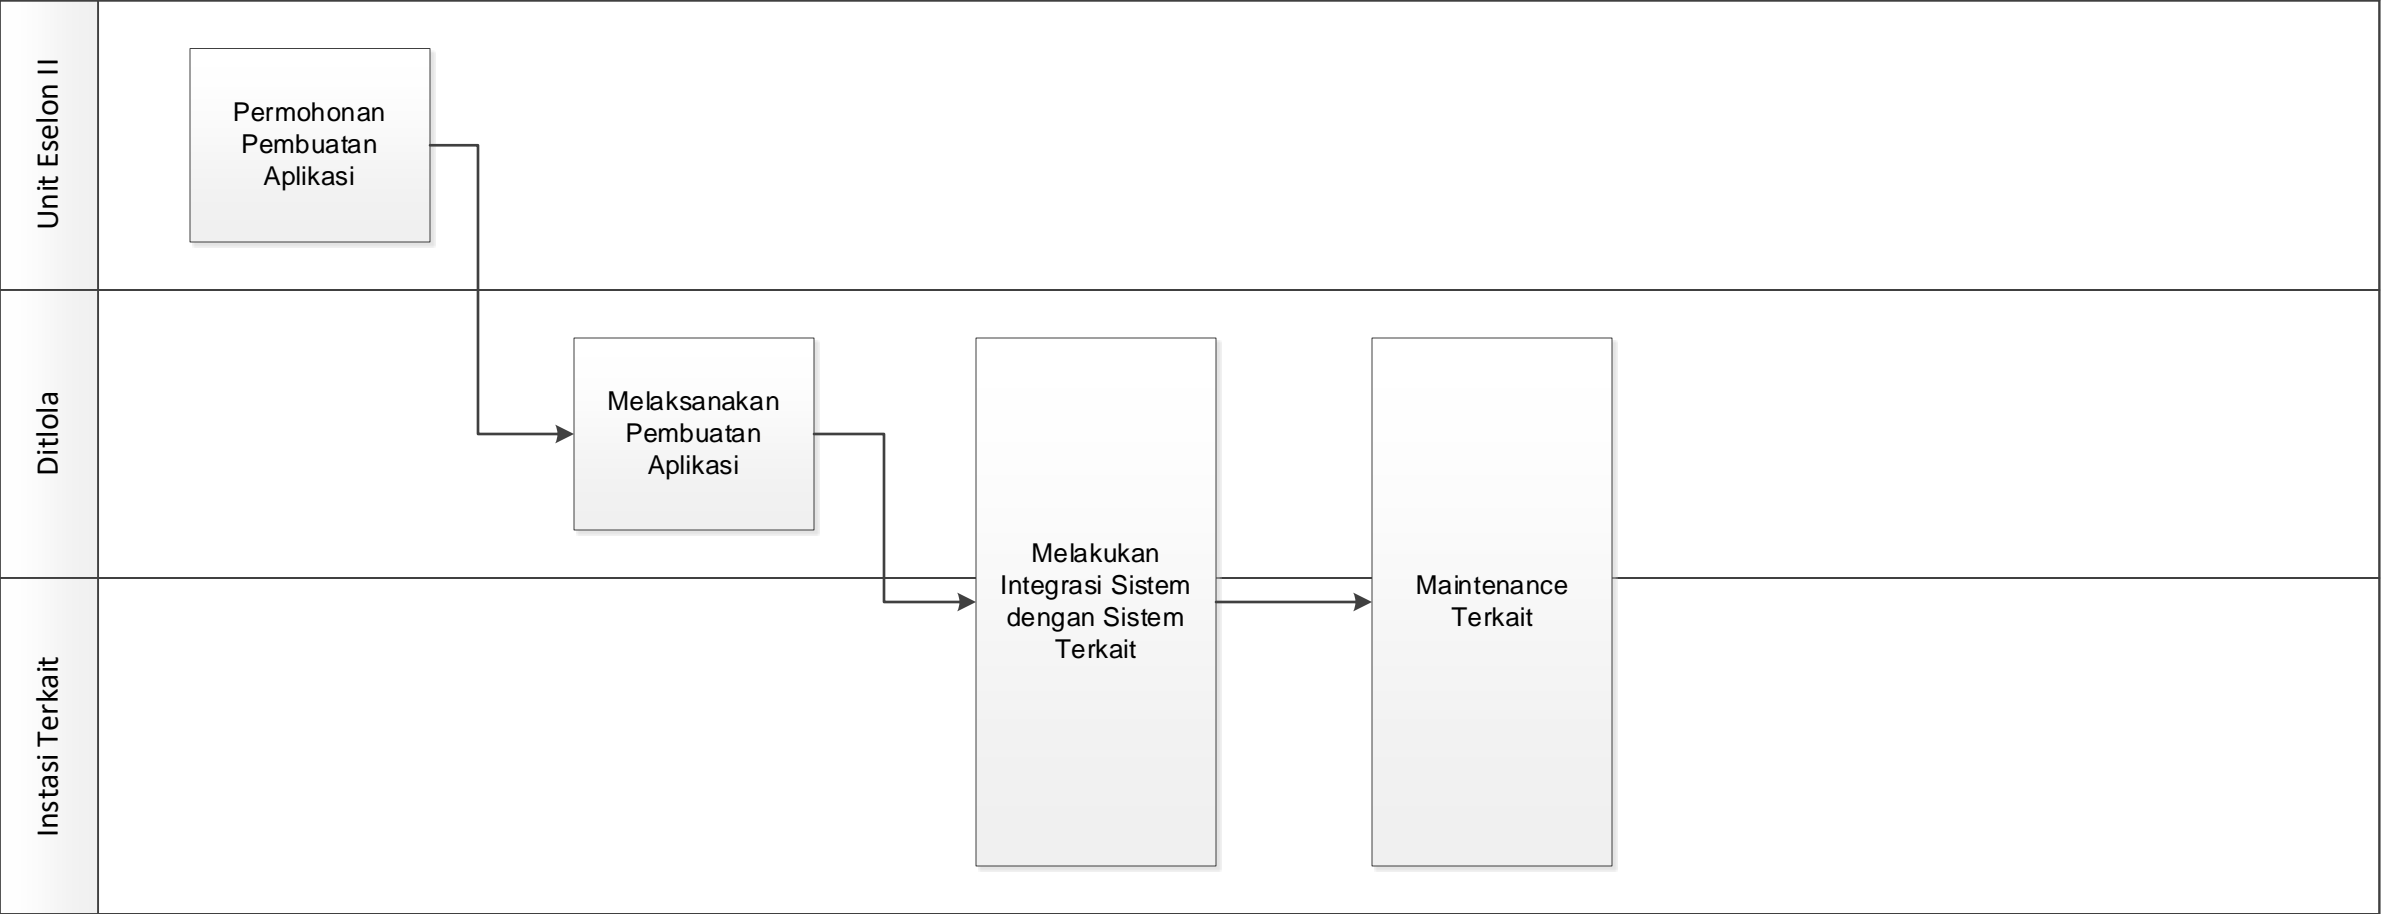 Unit Eselon II
Permohonan
Pembuatan
Aplikasi
Ditlola
Melaksanakan
Pembuatan
Aplikasi
Melakukan
Integrasi Sistem
dengan Sistem
Terkait
Maintenance
Terkait
Instasi Terkait